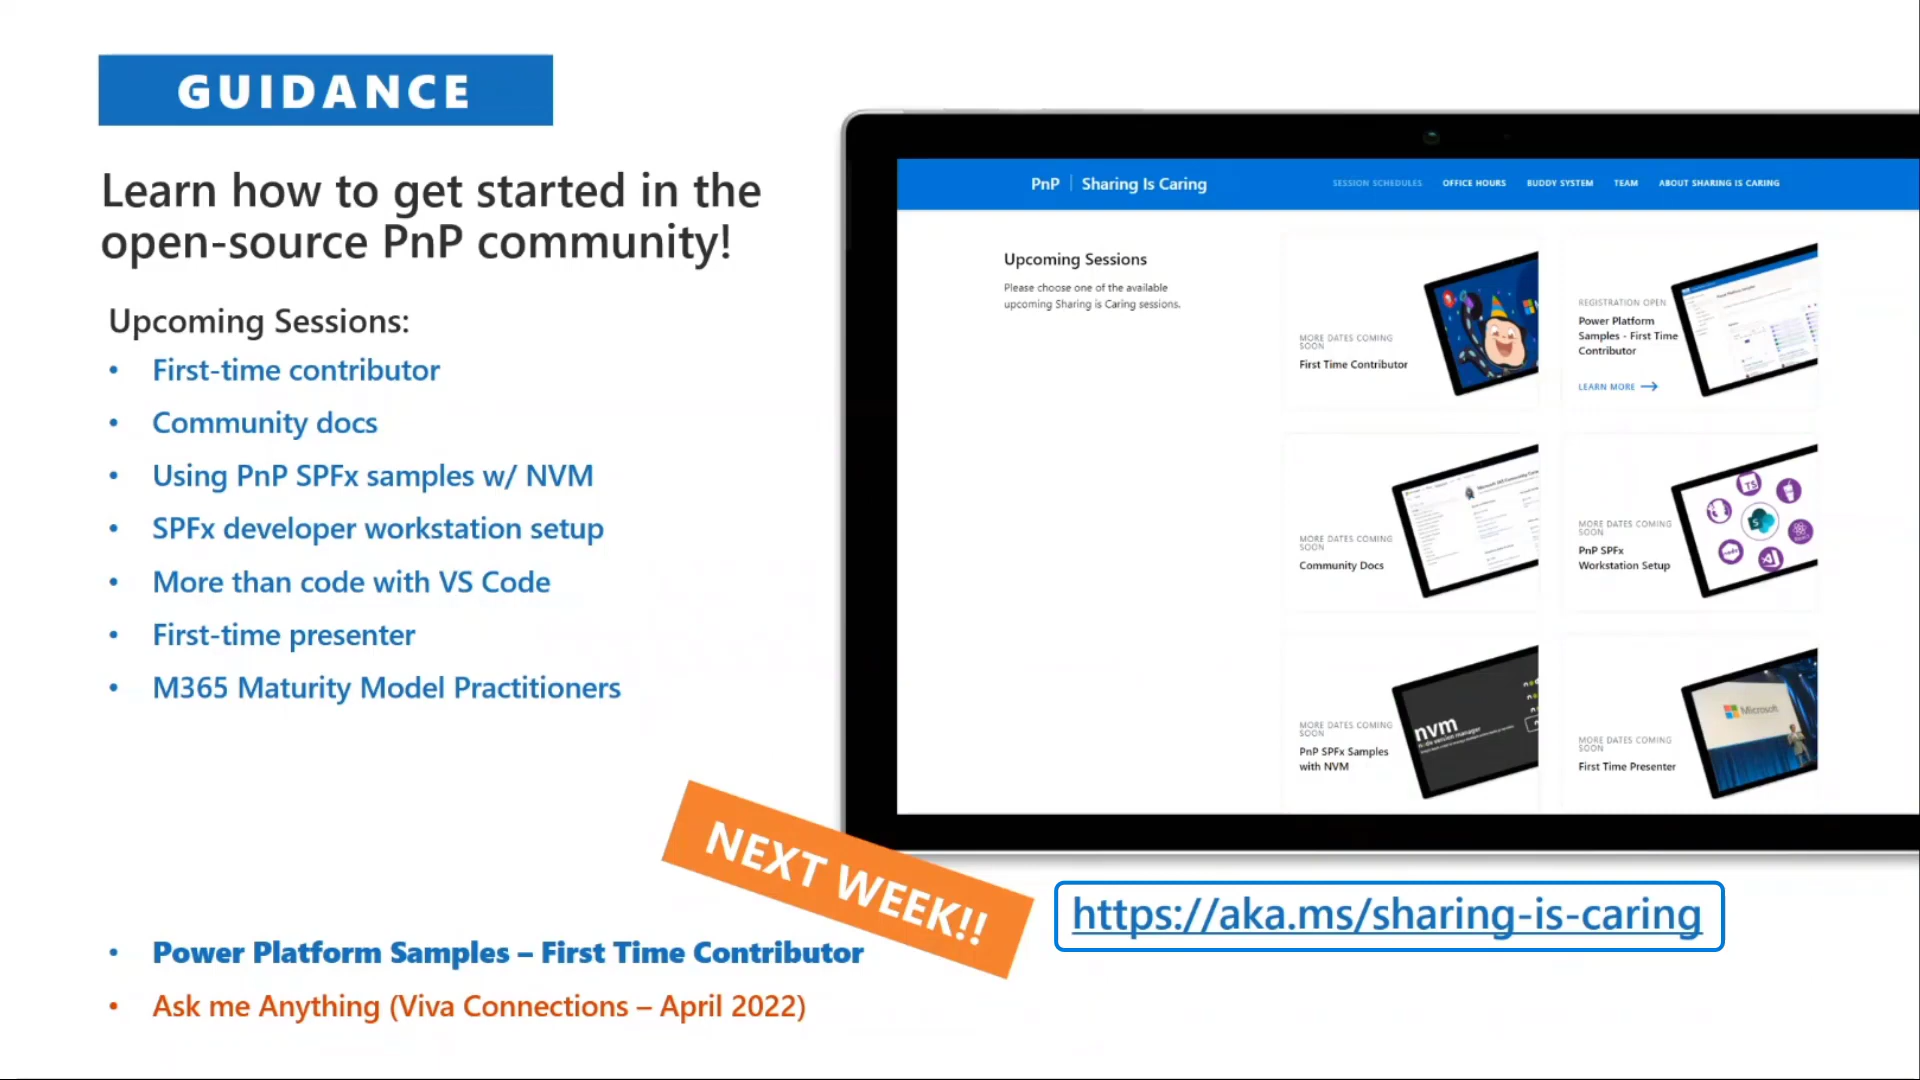 GUIDANCE
Learn how to get started in the
open-source PnP community!
Upcoming Sessions:
• First-time contributor
• Community docs
• Using PnP SPFx samples w/ NVM
• SPFx developer workstation setup
• More than code with VS Code
• First-time presenter
• M365 Maturity Model Practitioners
NEXT WEEK!!
• Power Platform Samples – First Time Contributor
• Ask me Anything (Viva Connections – April 2022)
PnP | Sharing Is Caring
SESSION SCHEDULES OFFICE HOURS BUDDY SYSTEM TEAM ABOUT SHARING IS CARING
Upcoming Sessions
Please choose one of the available
upcoming Sharing is Caring sessions.
MORE DATES COMING
SOON
First Time Contributor
REGISTRATION OPEN
Power Platform
Samples - First Time
Contributor
LEARN MORE →
MORE DATES COMING
SOON
Community Docs
MORE DATES COMING
SOON
PnP SPFx
Workstation Setup
TS
S
MORE DATES COMING
SOON
PnP SPFx Samples
with NVM
nvm
node version manager
MORE DATES COMING
SOON
First Time Presenter
Microsoft
https://aka.ms/sharing-is-caring